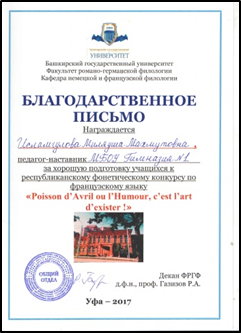 УНИВЕРСИТЕТ
Башкирский государственный университет
Факультет романо-германской филологии
Кафедра немецкой и французской филологии
БЛАГОДАРСТВЕННОЕ
ПИСЬМО
Награждается
Исламгулова Миляуша Махмутовна,
педагог-наставник МБОУ Гимназия №1
за хорошую подготовку учащихся к
республиканскому фонетическому конкурсу по
французскому языку
«Poisson d’Avril ou l’Humour, c’est l’art
d’exister !»
ОБЩИЙ
ОТДЕЛ
Декан ФРГФ
д.ф.н., проф. Газизов Р.А.
Уфа – 2017